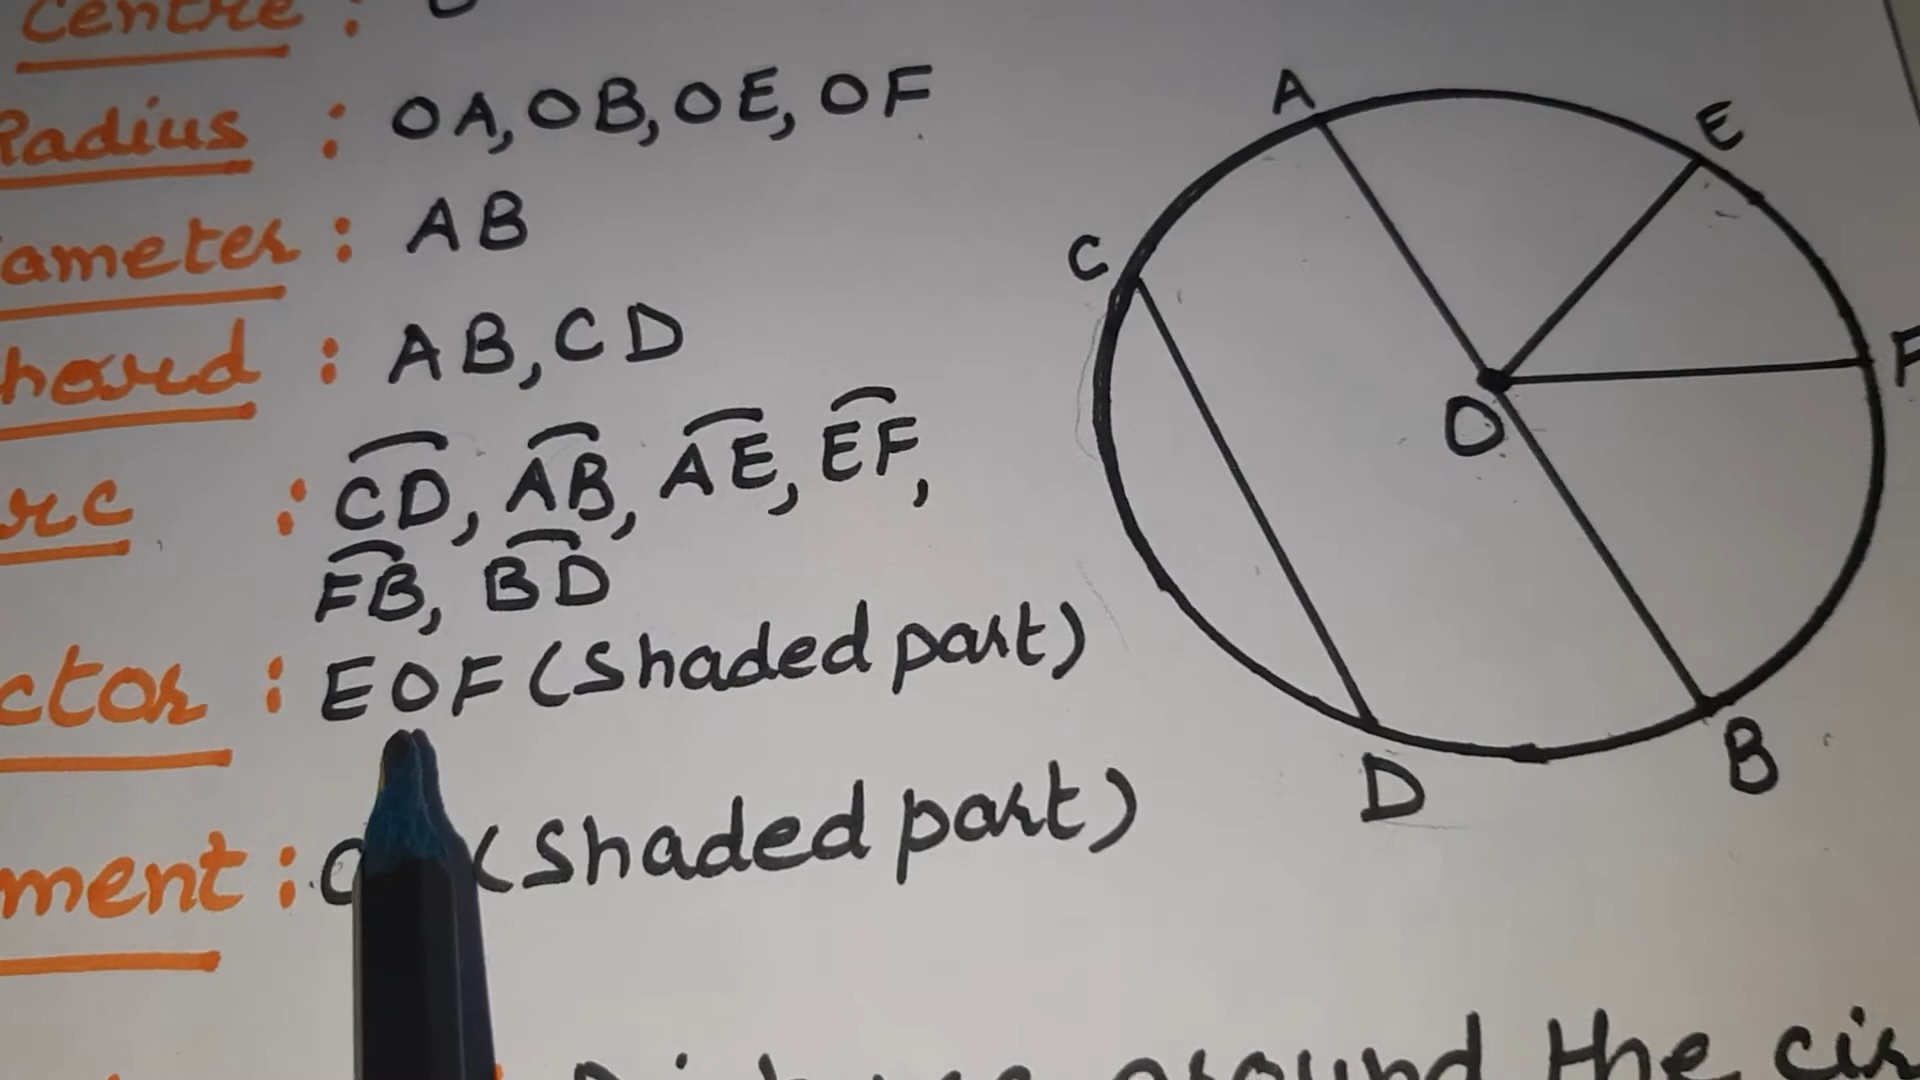 Centre :
Radius : OA, OB, OE, OF
ameter : AB
hord : AB, CD
rc : CD, AB, AE, EF,
FB, BD
ctor : EOF (Shaded part)
ment : C (Shaded part)
around the cir
A
E
C
F
O
D
B